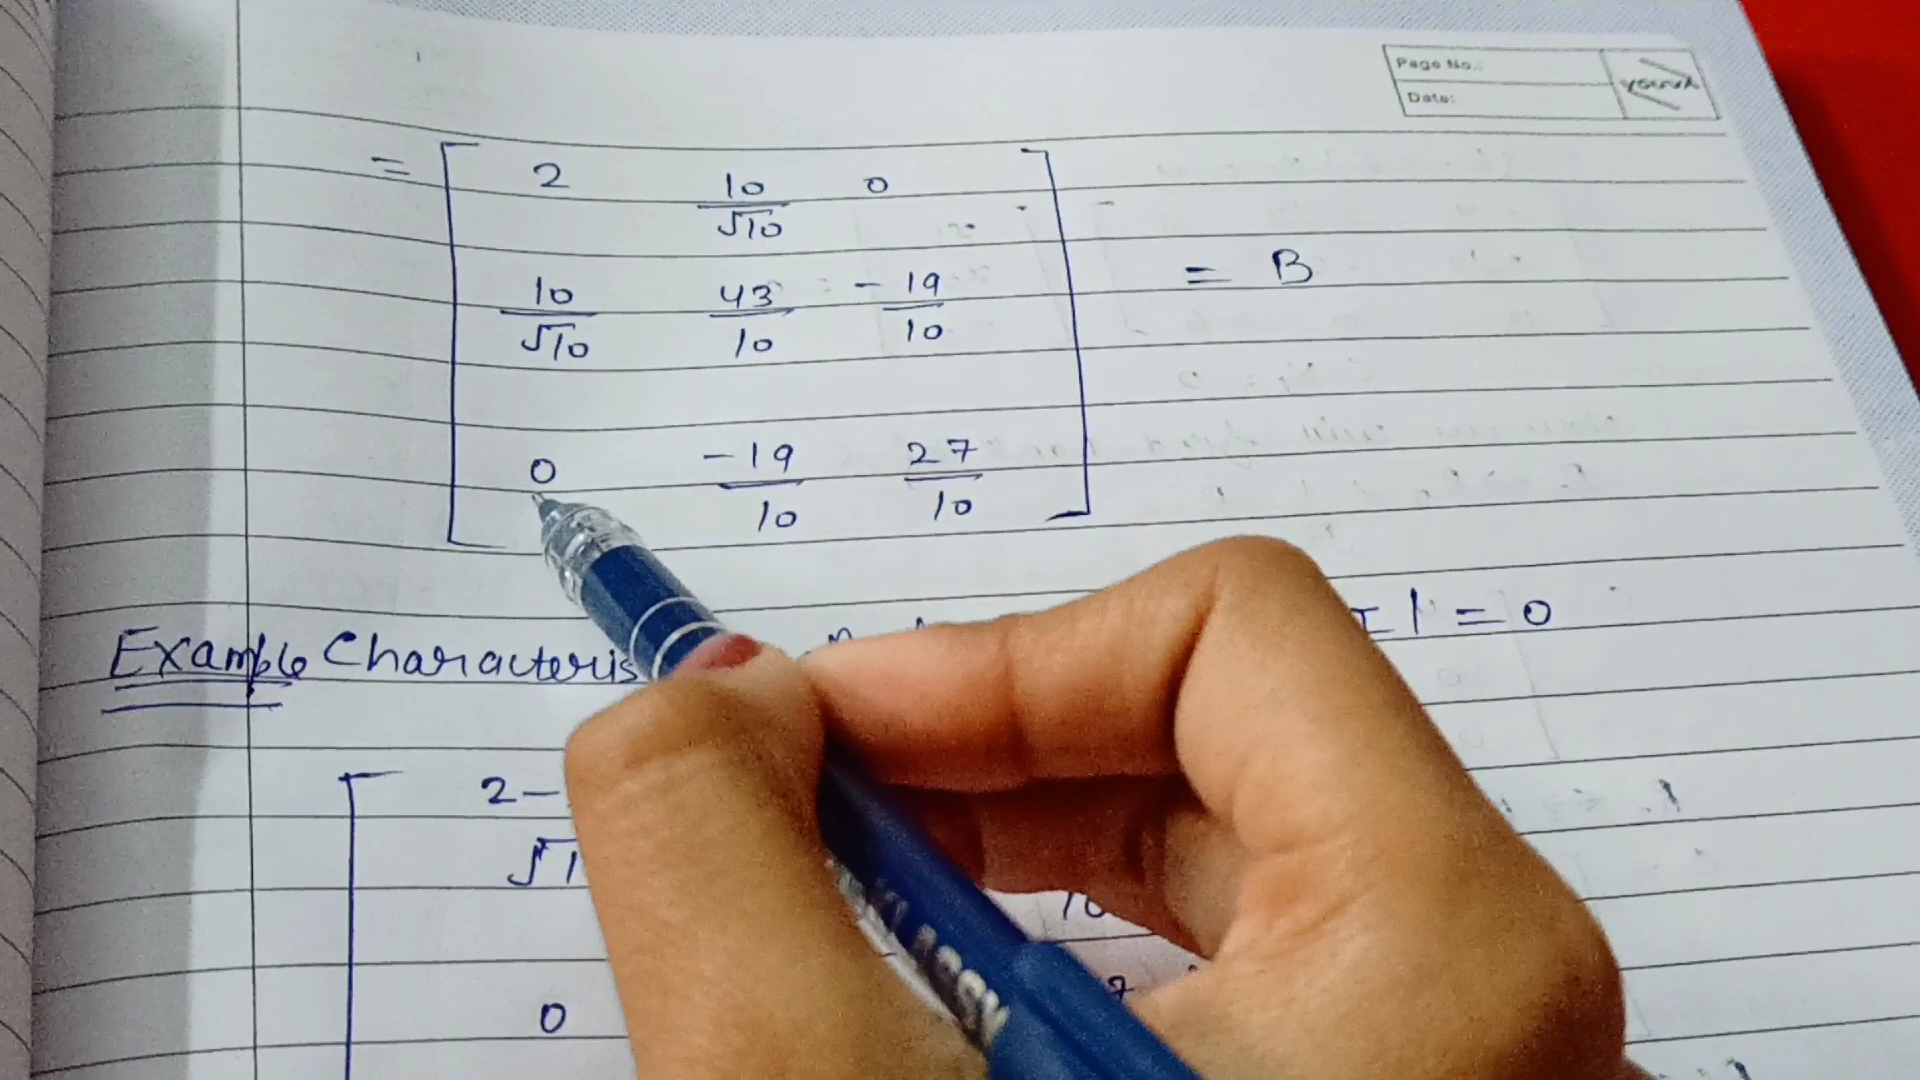 Page No.:
Date:
Youva
= [ 2 10/√10 0
10/√10 43/10 -19/10 = B
0 -19/10 27/10 ]
Example Characteris I | = 0
[ 2-
√1
10
0 7